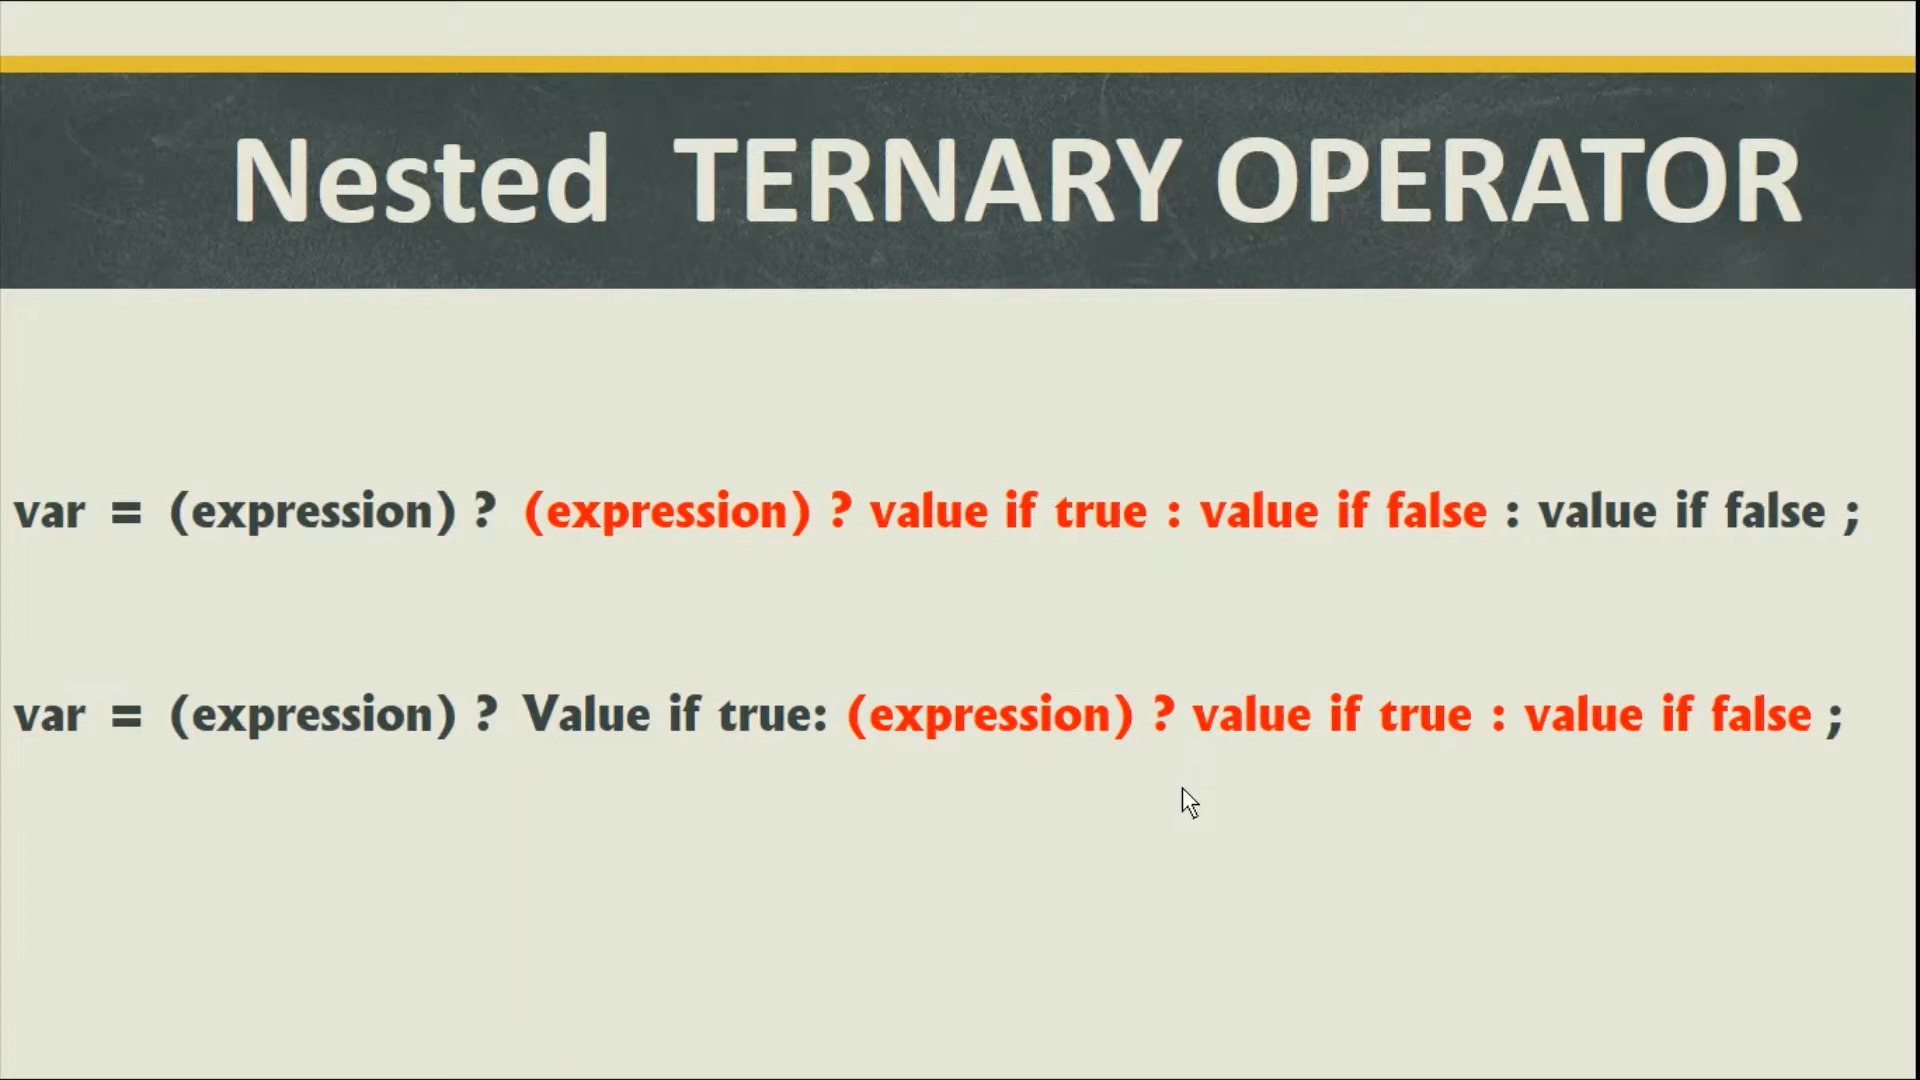 Nested TERNARY OPERATOR
var = (expression) ? (expression) ? value if true : value if false : value if false ;
var = (expression) ? Value if true: (expression) ? value if true : value if false ;